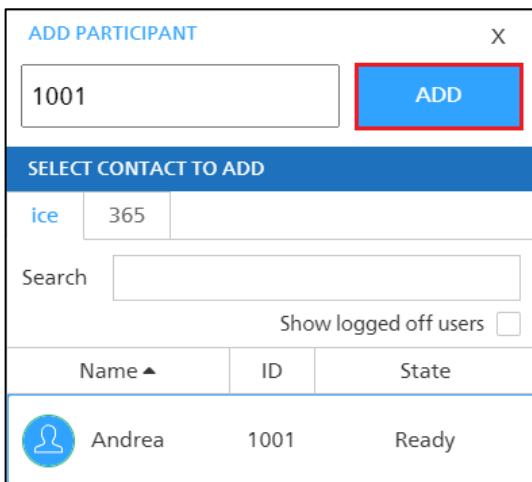 ADD PARTICIPANT X
1001 ADD
SELECT CONTACT TO ADD
ice 365
Search
Show logged off users
Name ID State
Andrea 1001 Ready